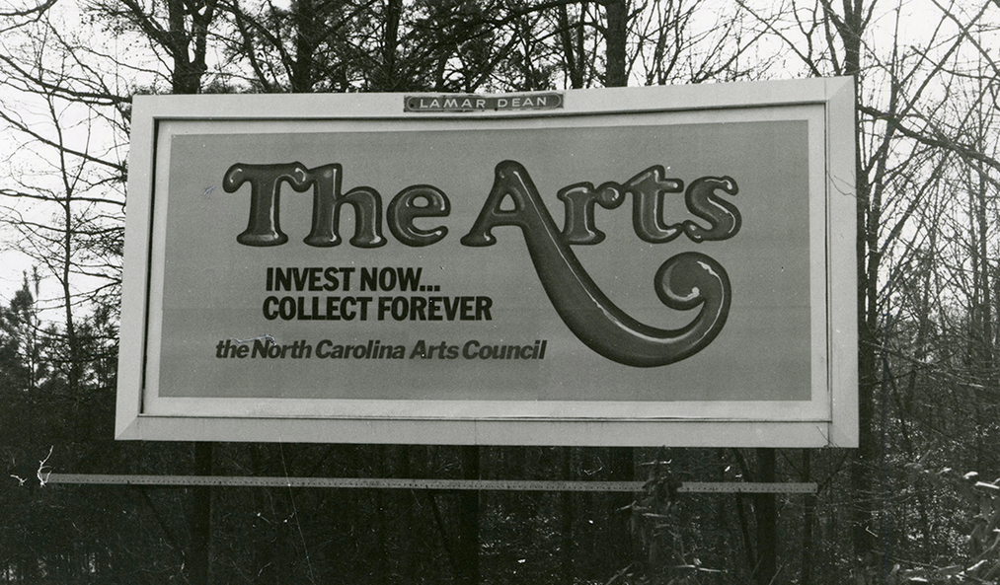 LAMAR DEAN
The Arts
INVEST NOW...
COLLECT FOREVER
the North Carolina Arts Council